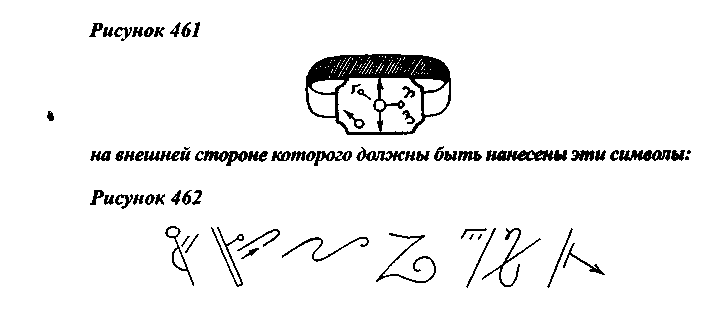 Рисунок 461
на внешней стороне которого должны быть нанесены эти символы:
Рисунок 462